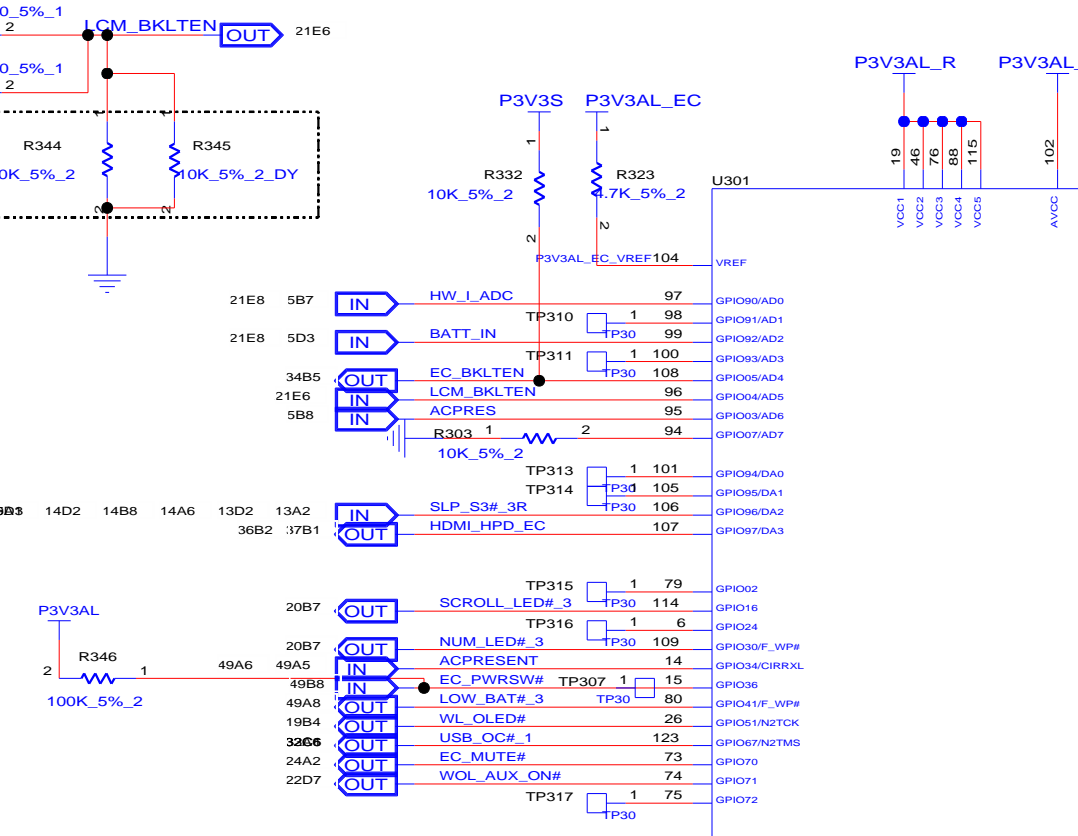 0_5%_1
2
LCM_BKLTEN
OUT
21E6
0_5%_1
2
1
1
R344
R345
0K_5%_2
10K_5%_2_DY
2
2
P3V3S
P3V3AL_EC
1
1
R332
R323
10K_5%_2
4.7K_5%_2
2
2
P3V3AL_R
P3V3AL_
19
46
76
88
115
102
U301
VCC1
VCC2
VCC3
VCC4
VCC5
AVCC
P3V3AL_EC_VREF 104 VREF
21E8 5B7 IN HW_I_ADC 97 GPIO90/AD0
TP310 1 98 GPIO91/AD1
TP30
21E8 5D3 IN BATT_IN 99 GPIO92/AD2
TP311 1 100 GPIO93/AD3
TP30
34B5 OUT EC_BKLTEN 108 GPIO05/AD4
21E6 IN LCM_BKLTEN 96 GPIO04/AD5
5B8 IN ACPRES 95 GPIO03/AD6
R303 1 2 94 GPIO07/AD7
10K_5%_2
TP313 1 101 GPIO94/DA0
TP30
TP314 1 105 GPIO95/DA1
TP30
14D2 14B8 14A6 13D2 13A2 IN SLP_S3#_3R 106 GPIO96/DA2
36B2 37B1 OUT HDMI_HPD_EC 107 GPIO97/DA3
TP315 1 79 GPIO02
TP30
20B7 OUT SCROLL_LED#_3 114 GPIO16
TP316 1 6 GPIO24
TP30
20B7 OUT NUM_LED#_3 109 GPIO30/F_WP#
P3V3AL
2 R346 1
100K_5%_2
49A6 49A5 IN ACPRESENT 14 GPIO34/CIRRXL
49B8 IN EC_PWRSW# TP307 1 15 GPIO36
TP30
49A8 OUT LOW_BAT#_3 80 GPIO41/F_WP#
19B4 OUT WL_OLED# 26 GPIO51/N2TCK
OUT USB_OC#_1 123 GPIO67/N2TMS
24A2 OUT EC_MUTE# 73 GPIO70
22D7 OUT WOL_AUX_ON# 74 GPIO71
TP317 1 75 GPIO72
TP30